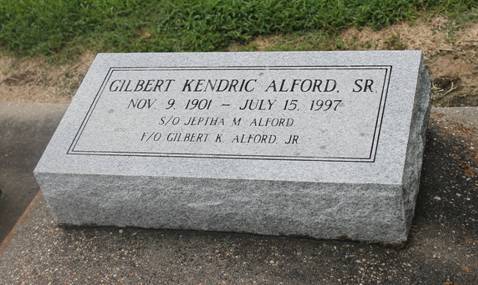 GILBERT KENDRIC ALFORD, SR.
NOV. 9, 1901 – JULY 15, 1997
S/O JEPTHA M. ALFORD
F/O GILBERT K. ALFORD, JR.